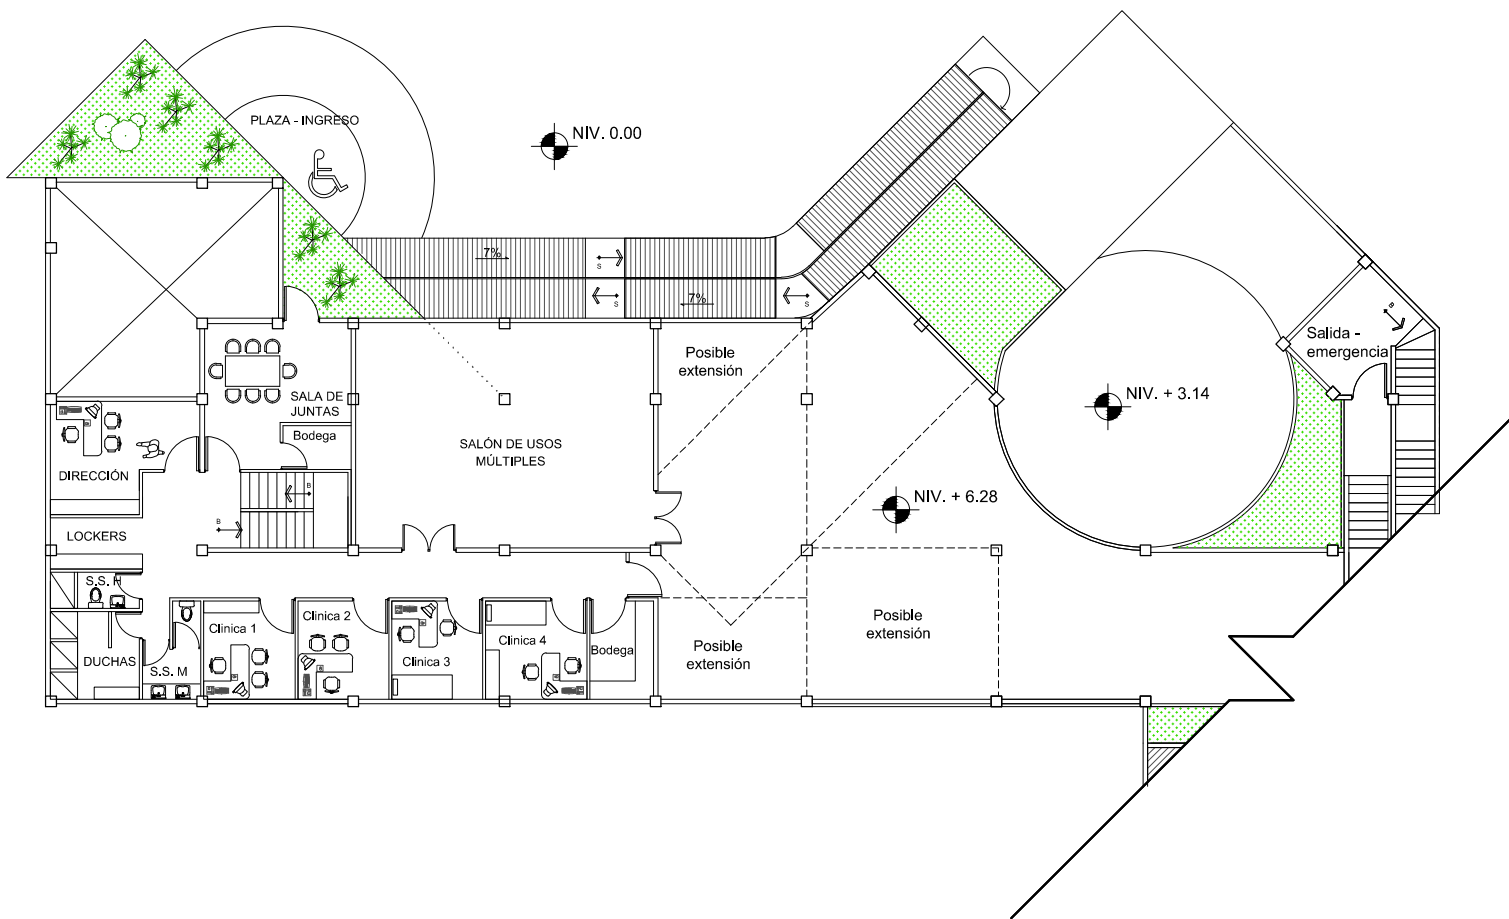 PLAZA - INGRESO
NIV. 0.00
7%
S
7%
S
S
Posible
extensión
Salida -
emergencia
B
NIV. + 3.14
SALA DE
JUNTAS
Bodega
SALÓN DE USOS
MÚLTIPLES
DIRECCIÓN
NIV. + 6.28
B
LOCKERS
S.S. H
Clinica 1
Clinica 2
Clinica 3
Clinica 4
Bodega
Posible
extensión
Posible
extensión
DUCHAS
S.S. M